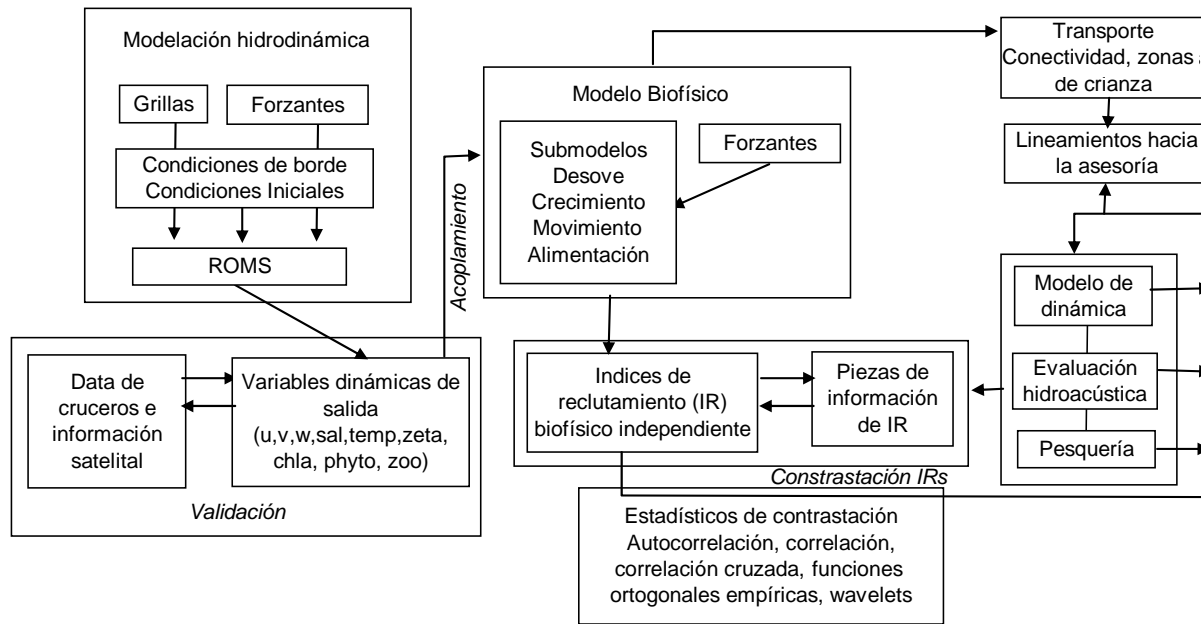 Modelación hidrodinámica
Grillas
Forzantes
Condiciones de borde
Condiciones Iniciales
ROMS
Data de
cruceros e
información
satelital
Variables dinámicas de
salida
(u,v,w,sal,temp,zeta,
chla, phyto, zoo)
Validación
Acoplamiento
Modelo Biofísico
Submodelos
Desove
Crecimiento
Movimiento
Alimentación
Forzantes
Indices de
reclutamiento (IR)
biofísico independiente
Piezas de
información
de IR
Constrastación IRs
Estadísticos de contrastación
Autocorrelación, correlación,
correlación cruzada, funciones
ortogonales empíricas, wavelets
Transporte
Conectividad, zonas
de crianza
Lineamientos hacia
la asesoría
Modelo de
dinámica
Evaluación
hidroacústica
Pesquería